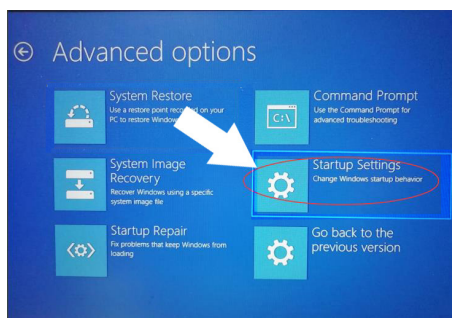 Advanced options
System Restore
Use a restore point recorded on your
PC to restore Windows
Command Prompt
Use the Command Prompt for
advanced troubleshooting
C:\
System Image
Recovery
Recover Windows using a specific
system image file
Startup Settings
Change Windows startup behavior
Startup Repair
Fix problems that keep Windows from
loading
Go back to the
previous version